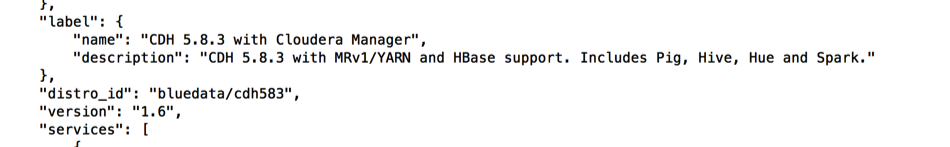 },
"label": {
    "name": "CDH 5.8.3 with Cloudera Manager",
    "description": "CDH 5.8.3 with MRv1/YARN and HBase support. Includes Pig, Hive, Hue and Spark."
},
"distro_id": "bluedata/cdh583",
"version": "1.6",
"services": [
    {